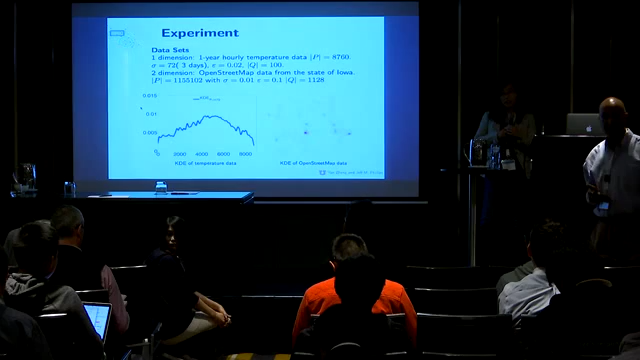 Experiment
Data Sets
1 dimension: 1-year hourly temperature data |P| = 8760.
σ = 72( 3 days), ε = 0.02, |Q| = 100.
2 dimension: OpenStreetMap data from the state of Iowa.
|P| = 1155102 with σ = 0.01 ε = 0.1 |Q| = 1128
0.015
0.01
0.005
0
0 2000 4000 6000 8000
KDE of temperature data
KDE of OpenStreetMap data